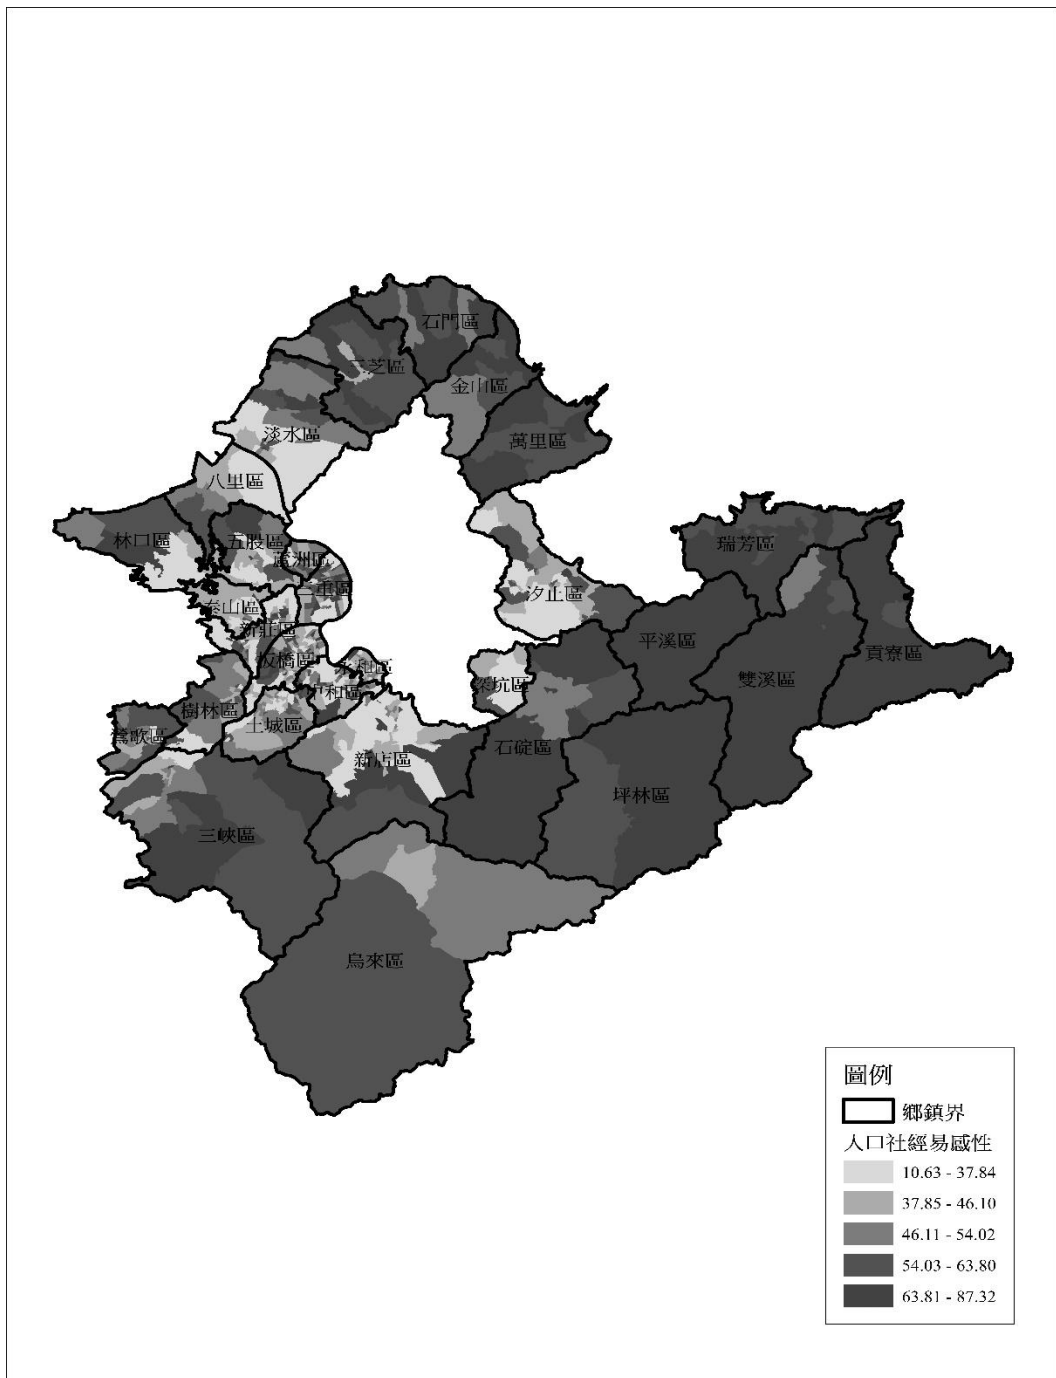 石門區
三芝區
金山區
淡水區
萬里區
八里區
林口區
五股區
瑞芳區
蘆洲區
三重區
汐止區
泰山區
新莊區
平溪區
貢寮區
板橋區
永和區
雙溪區
深坑區
中和區
樹林區
土城區
鶯歌區
石碇區
新店區
坪林區
三峽區
烏來區
圖例
鄉鎮界
人口社經易感性
10.63 - 37.84
37.85 - 46.10
46.11 - 54.02
54.03 - 63.80
63.81 - 87.32